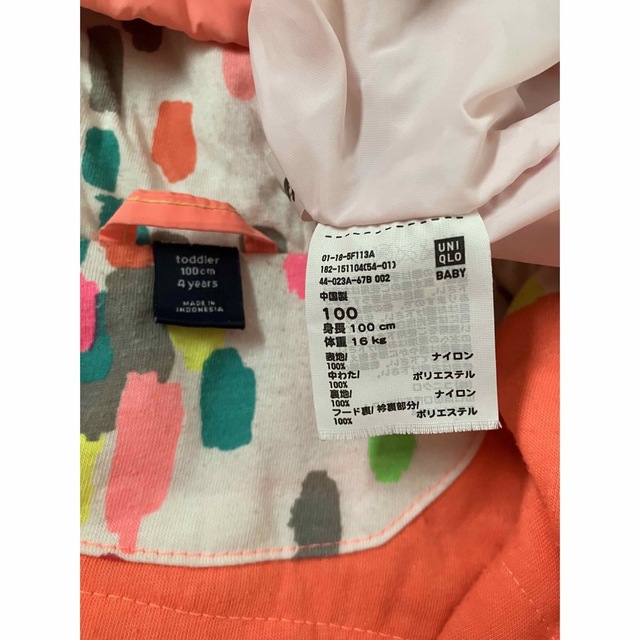 toddler
100cm
4 years
MADE IN
INDONESIA
01-18-5F113A
182-151104(54-01)
44-023A-67B 002
中国製
100
身長 100 cm
体重 16 kg
表地/ ナイロン
100%
中わた/ ポリエステル
100%
裏地/ ナイロン
100%
フード裏/ 衿裏部分/
100% ポリエステル
UNI
QLO
BABY